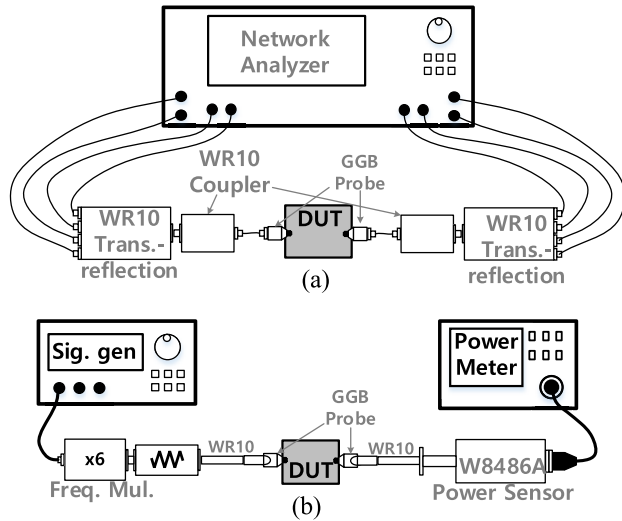 Network
Analyzer
WR10
Coupler
GGB
Probe
DUT
WR10
Trans.-
reflection
WR10
Trans.-
reflection
(a)
Sig. gen
Power
Meter
GGB
Probe
x6
WR10
DUT
WR10
W8486A
Freq. Mul.
Power Sensor
(b)